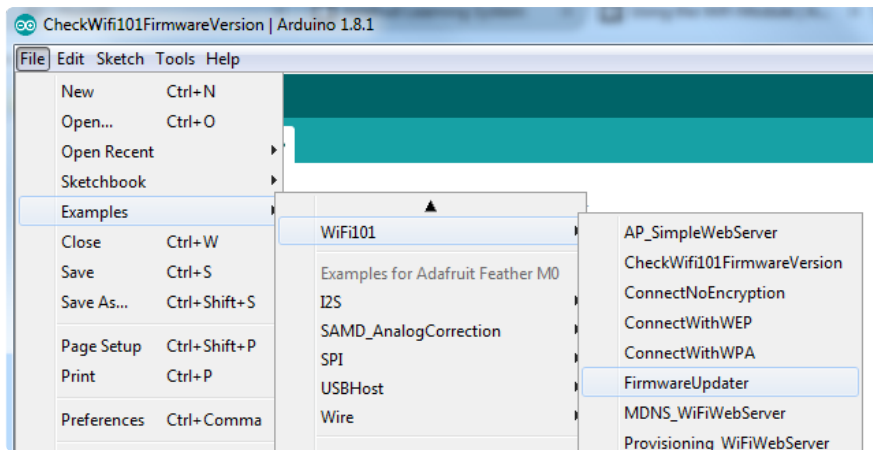 CheckWifi101FirmwareVersion | Arduino 1.8.1
File Edit Sketch Tools Help
New Ctrl+N
Open... Ctrl+O
Open Recent
Sketchbook
Examples
Close Ctrl+W
Save Ctrl+S
Save As... Ctrl+Shift+S
Page Setup Ctrl+Shift+P
Print Ctrl+P
Preferences Ctrl+Comma
WiFi101
Examples for Adafruit Feather M0
I2S
SAMD_AnalogCorrection
SPI
USBHost
Wire
AP_SimpleWebServer
CheckWifi101FirmwareVersion
ConnectNoEncryption
ConnectWithWEP
ConnectWithWPA
FirmwareUpdater
MDNS_WiFiWebServer
Provisioning_WiFiWebServer